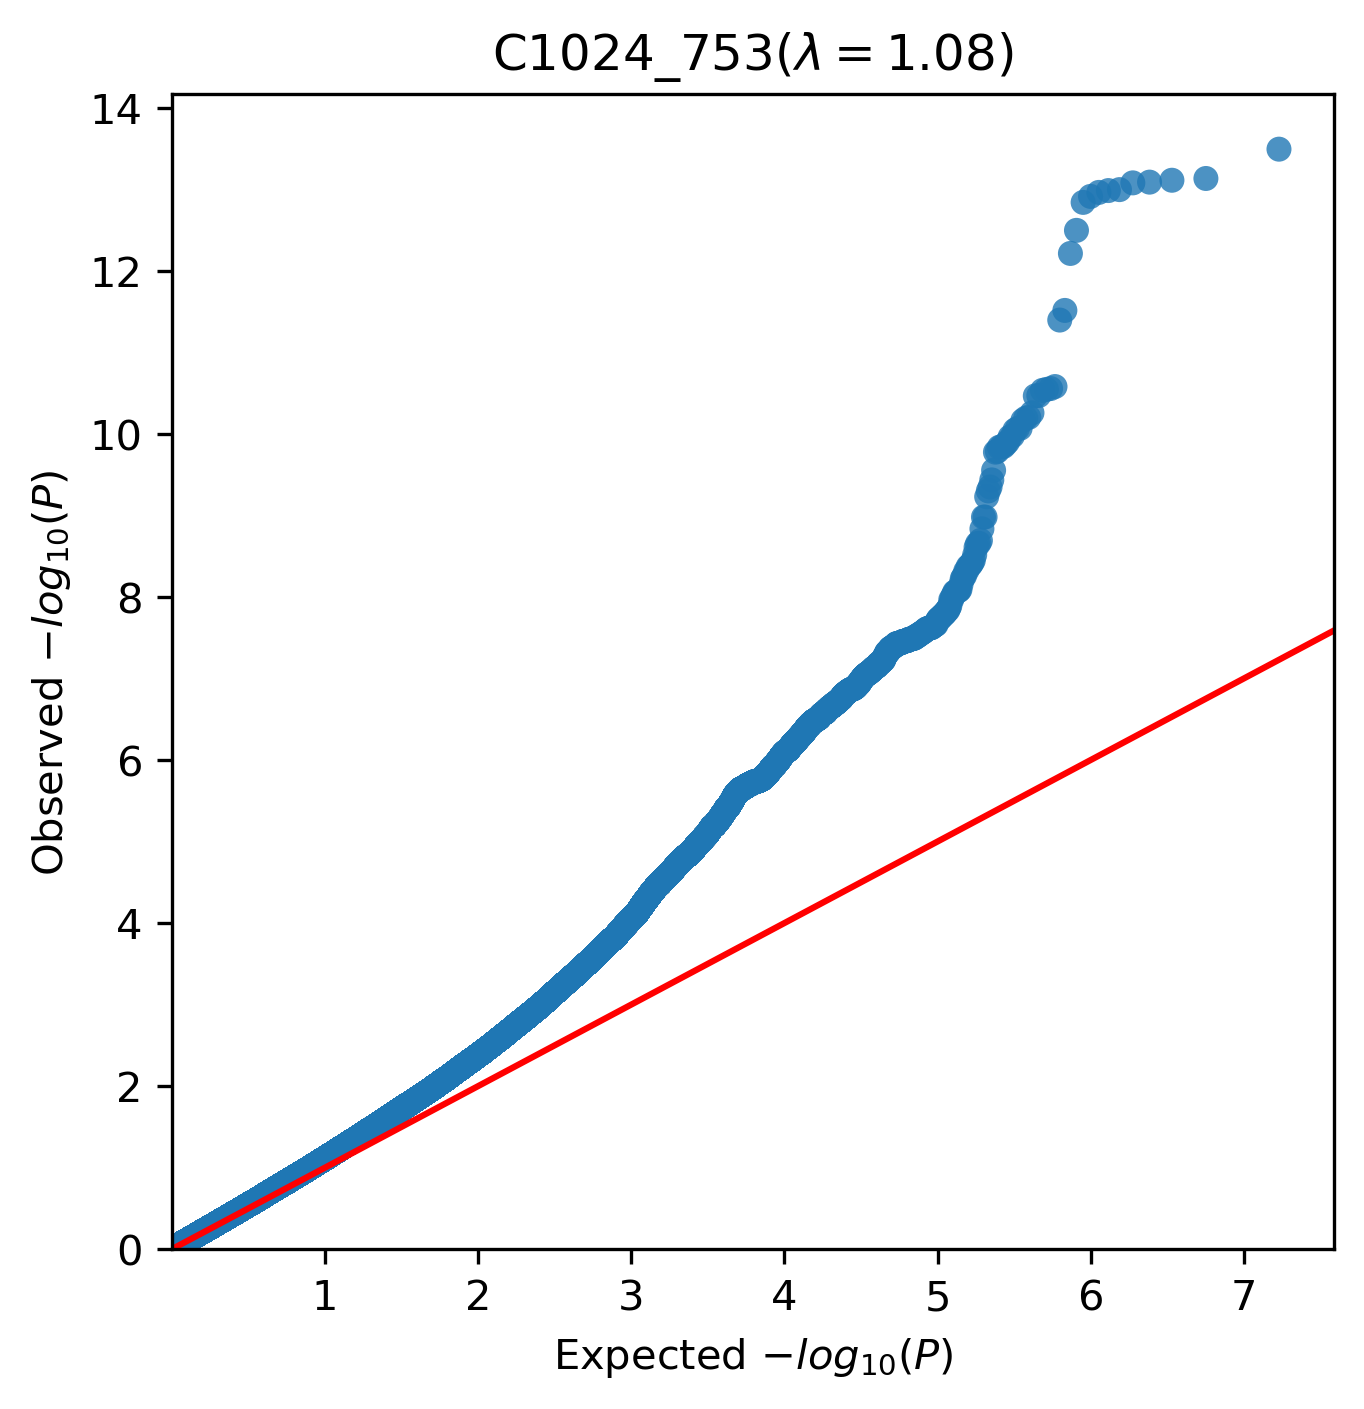 C1024_753(λ = 1.08)
14
12
10
8
6
4
2
0
Observed −log₁₀(P)
1 2 3 4 5 6 7
Expected −log₁₀(P)